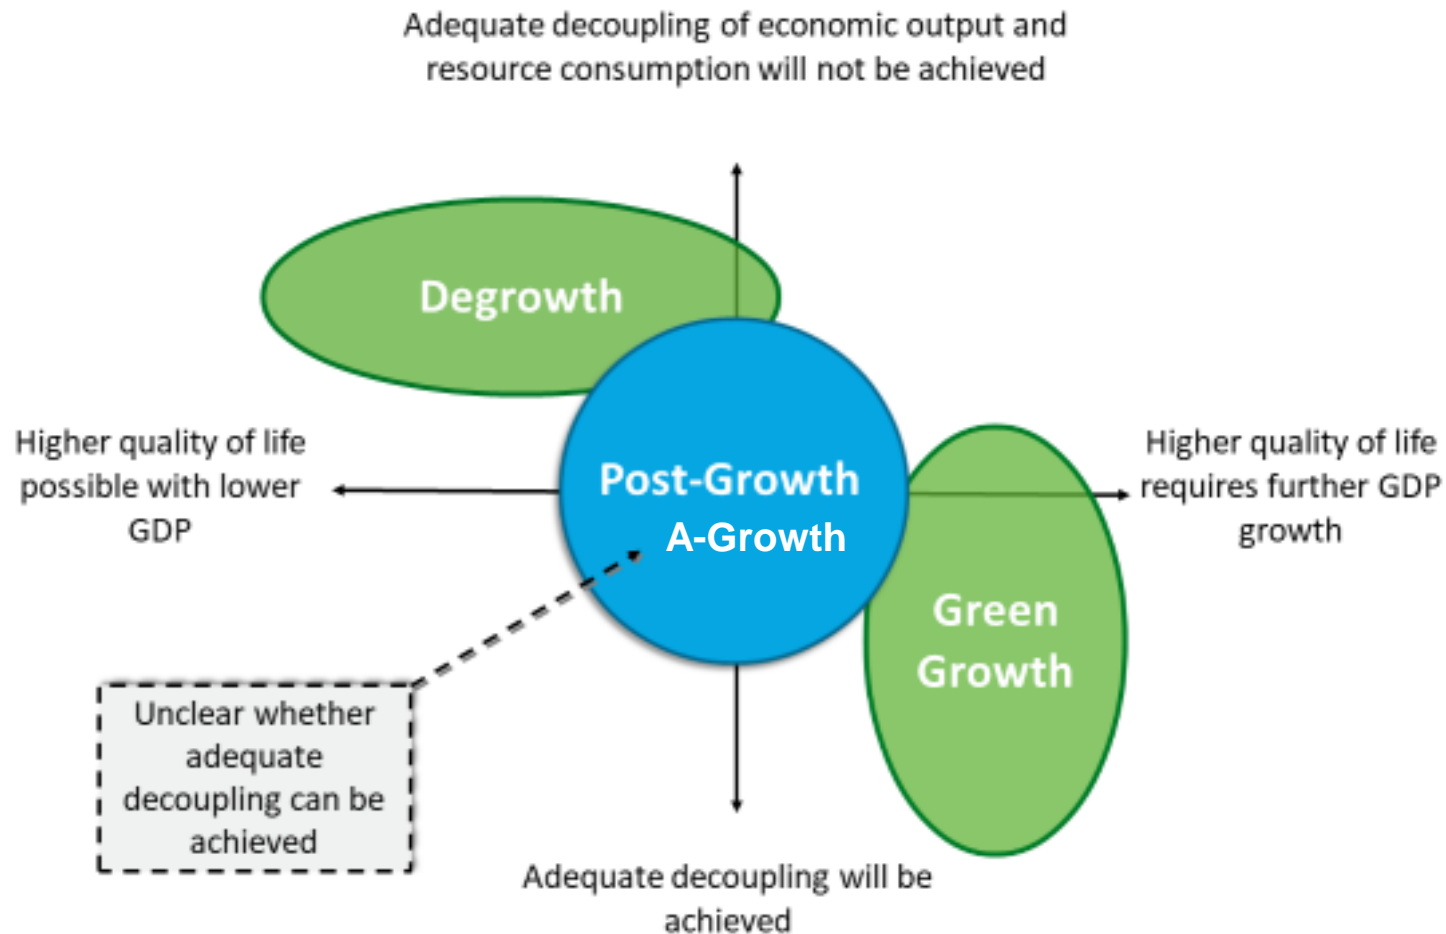 Adequate decoupling of economic output and
resource consumption will not be achieved
Degrowth
Higher quality of life
possible with lower
GDP
Post-Growth
A-Growth
Higher quality of life
requires further GDP
growth
Green
Growth
Unclear whether
adequate
decoupling can be
achieved
Adequate decoupling will be
achieved